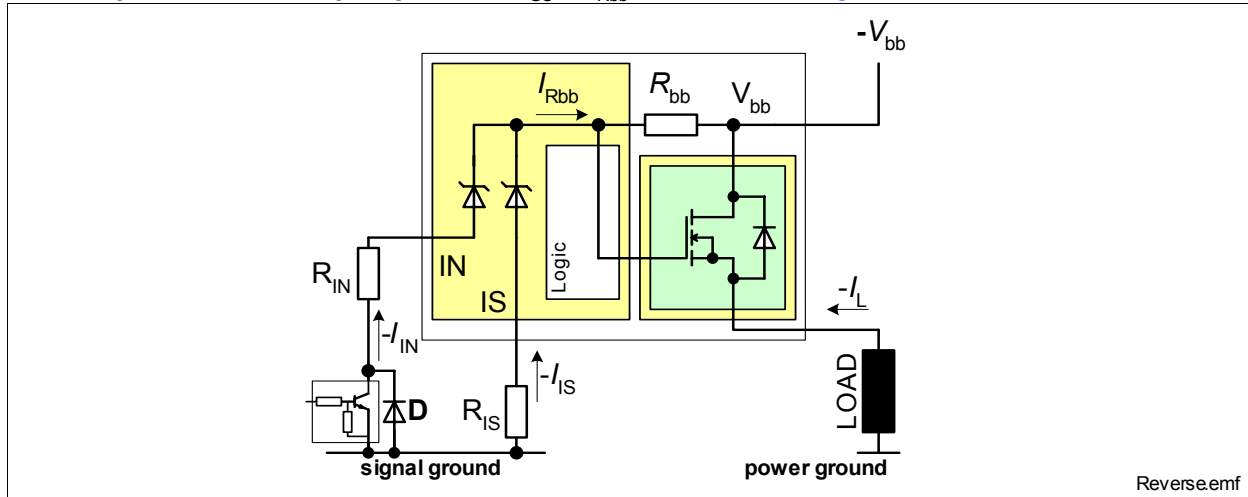 -Vbb
IRbb
Rbb
Vbb
IN
Logic
RIN
IS
-IL
-IIN
-IIS
LOAD
D
RIS
signal ground
power ground
Reverse.emf